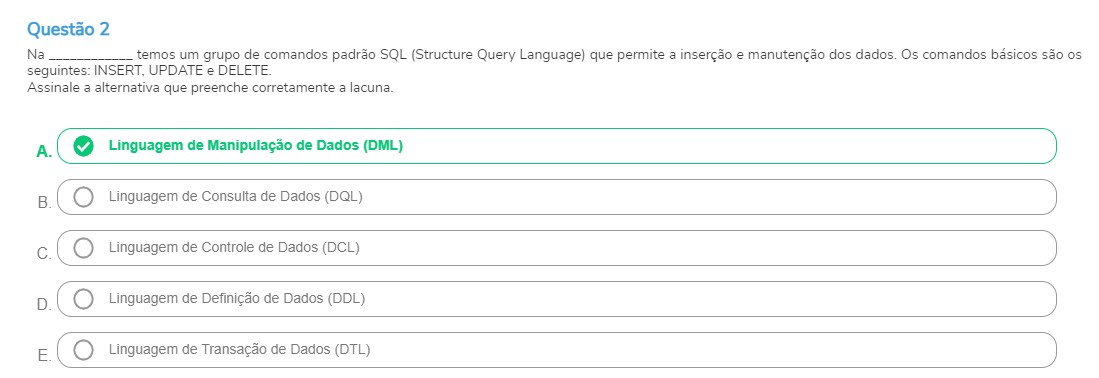 Questão 2
Na ____________ temos um grupo de comandos padrão SQL (Structure Query Language) que permite a inserção e manutenção dos dados. Os comandos básicos são os
seguintes: INSERT, UPDATE e DELETE.
Assinale a alternativa que preenche corretamente a lacuna.
A. Linguagem de Manipulação de Dados (DML)
B. Linguagem de Consulta de Dados (DQL)
C. Linguagem de Controle de Dados (DCL)
D. Linguagem de Definição de Dados (DDL)
E. Linguagem de Transação de Dados (DTL)